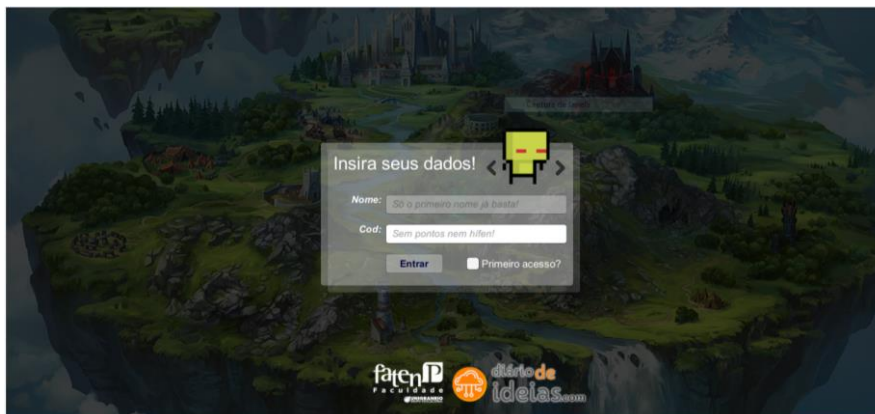 Insira seus dados!
Nome: Só o primeiro nome já basta!
Cod: Sem pontos nem hífen!
Entrar Primeiro acesso?
fatenP
Faculdade
diáriode
ideias.com